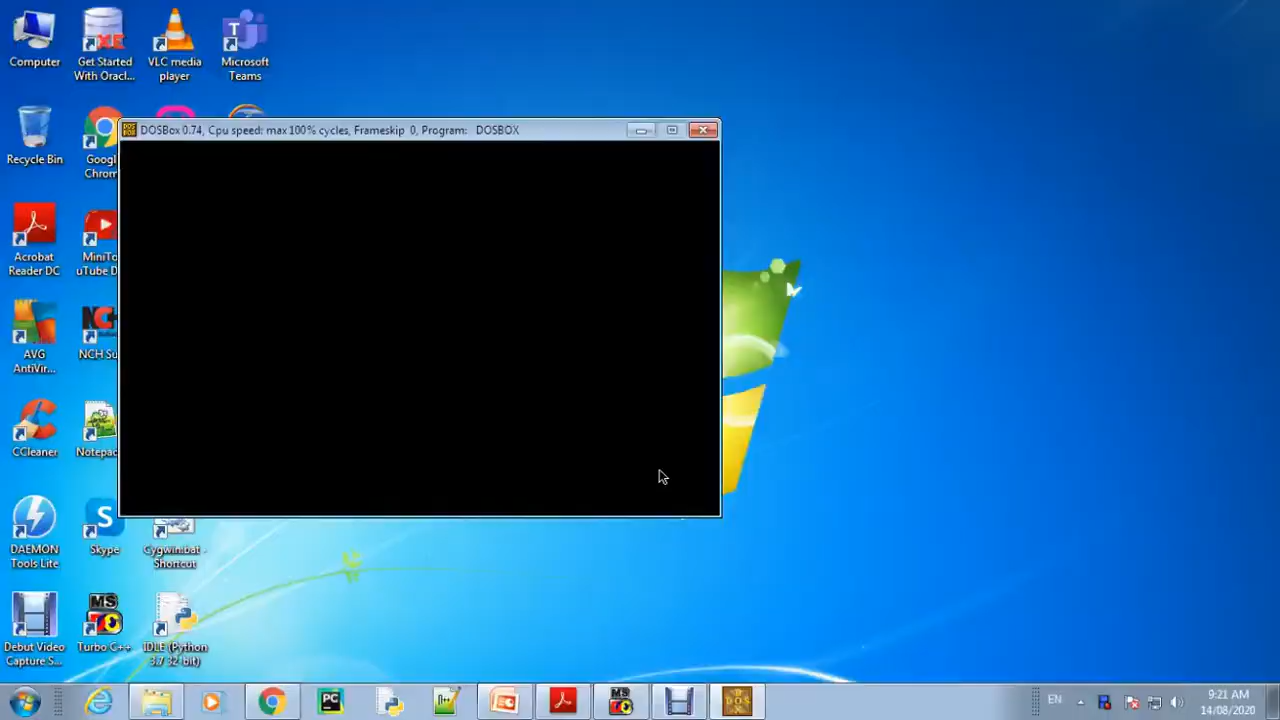 Computer
Get Started
With Oracl...
VLC media
player
Microsoft
Teams
DOSBox 0.74, Cpu speed: max 100% cycles, Frameskip 0, Program: DOSBOX
Recycle Bin
Googl
Chrom
Acrobat
Reader DC
MiniTo
uTube D
AVG
AntiVir...
NCH Su
CCleaner
Notepad
DAEMON
Tools Lite
Skype
Cygwin.bat -
Shortcut
Debut Video
Capture S...
Turbo C++
IDLE (Python
3.7 32 bit)
EN
9:21 AM
14/08/2020